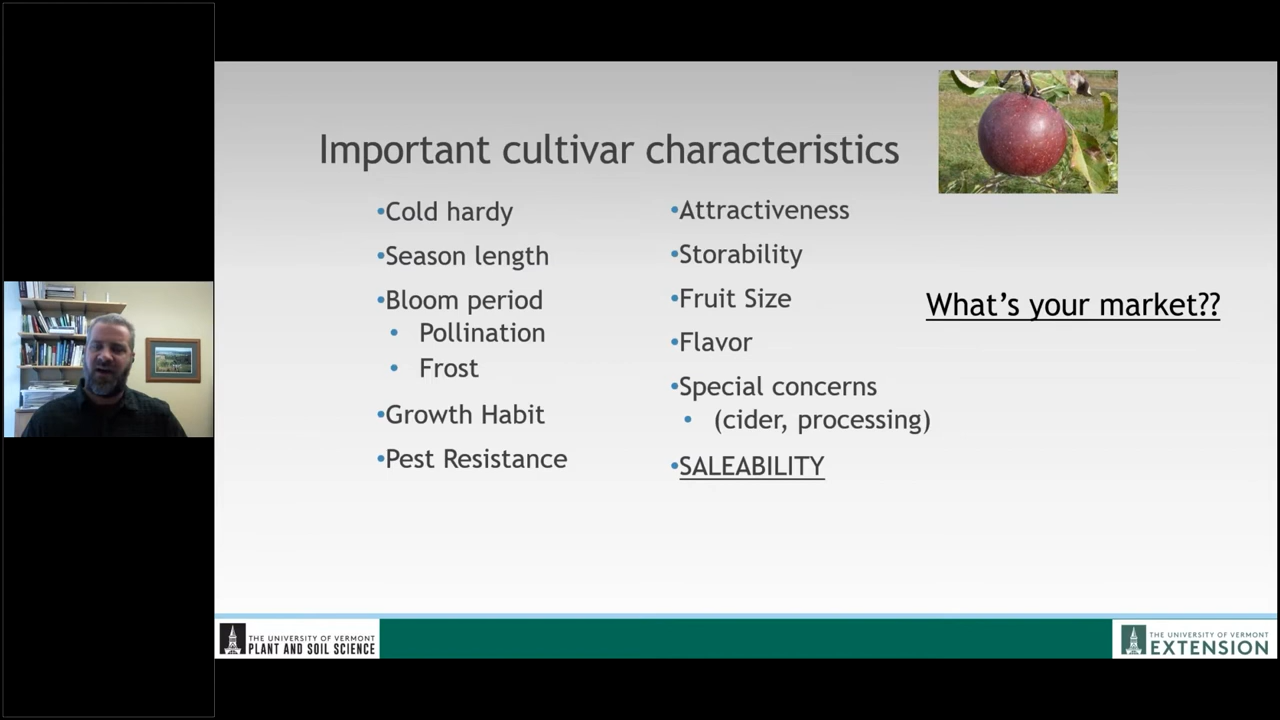 Important cultivar characteristics
•Cold hardy
•Season length
•Bloom period
• Pollination
• Frost
•Growth Habit
•Pest Resistance
•Attractiveness
•Storability
•Fruit Size
•Flavor
•Special concerns
• (cider, processing)
•SALEABILITY
What's your market??
THE UNIVERSITY OF VERMONT
PLANT AND SOIL SCIENCE
THE UNIVERSITY OF VERMONT
EXTENSION